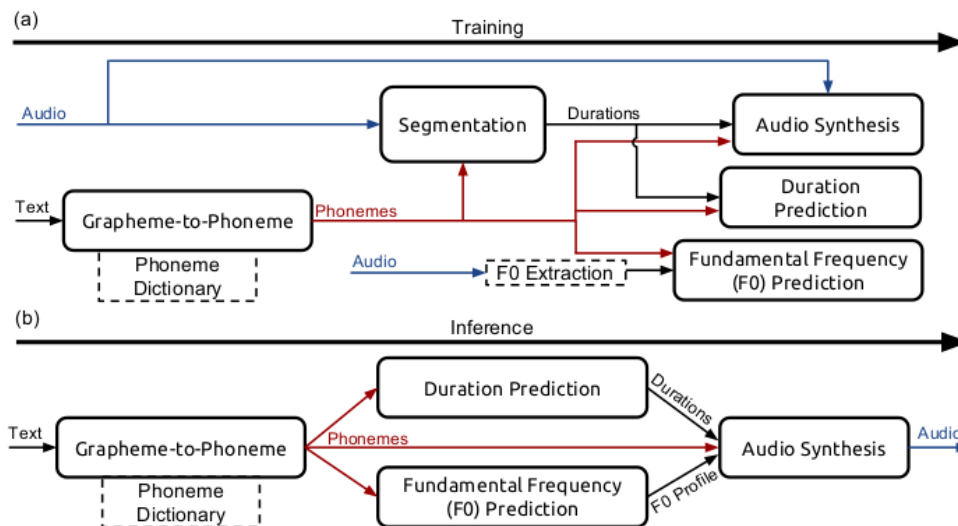 (a)
Training
Audio
Segmentation
Durations
Audio Synthesis
Text
Grapheme-to-Phoneme
Phonemes
Duration
Prediction
Phoneme
Dictionary
Audio
F0 Extraction
Fundamental Frequency
(F0) Prediction
(b)
Inference
Text
Grapheme-to-Phoneme
Phoneme
Dictionary
Duration Prediction
Durations
Phonemes
Fundamental Frequency
(F0) Prediction
F0 Profile
Audio Synthesis
Audio